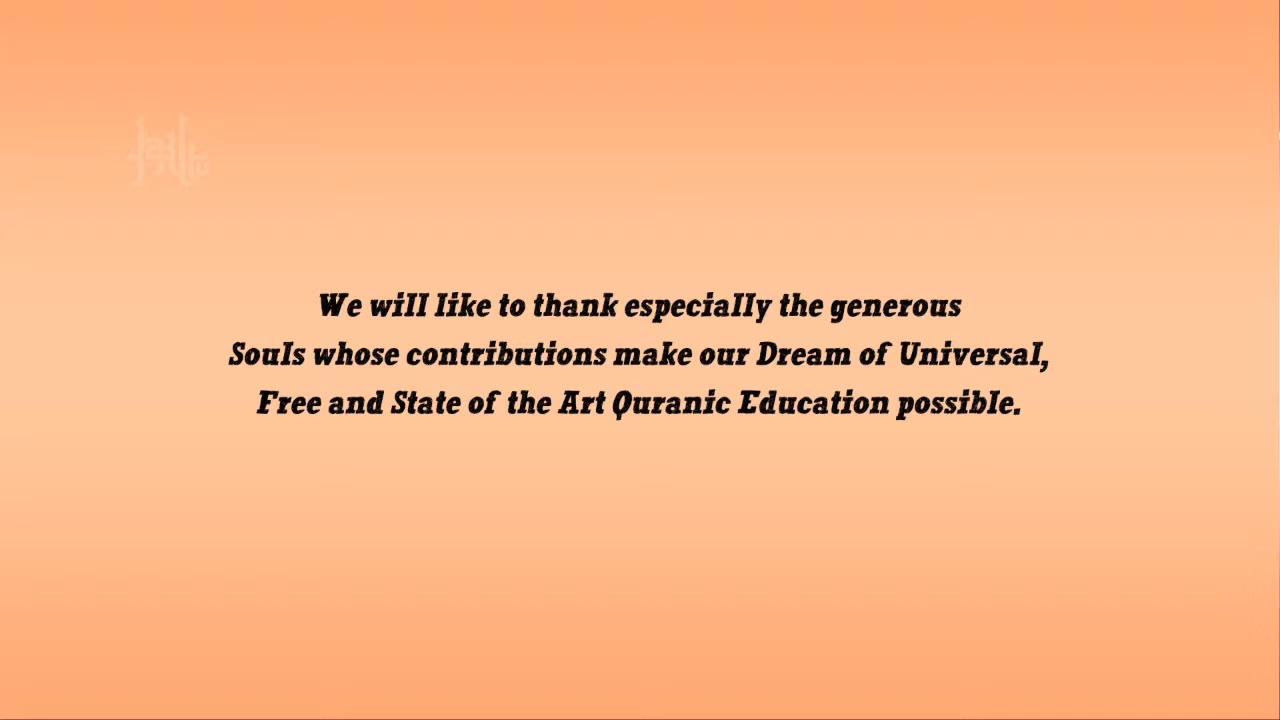 We will like to thank especially the generous
Souls whose contributions make our Dream of Universal,
Free and State of the Art Quranic Education possible.